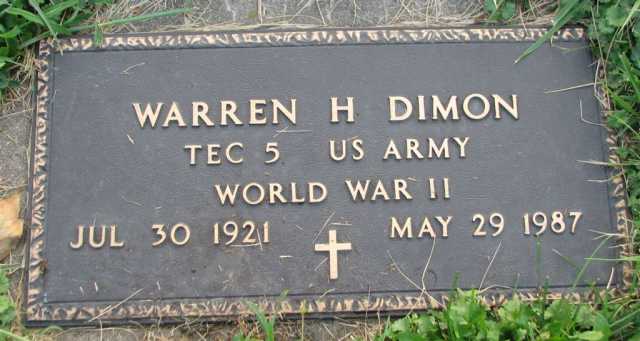 WARREN H DIMON
TEC 5 US ARMY
WORLD WAR II
JUL 30 1921 MAY 29 1987